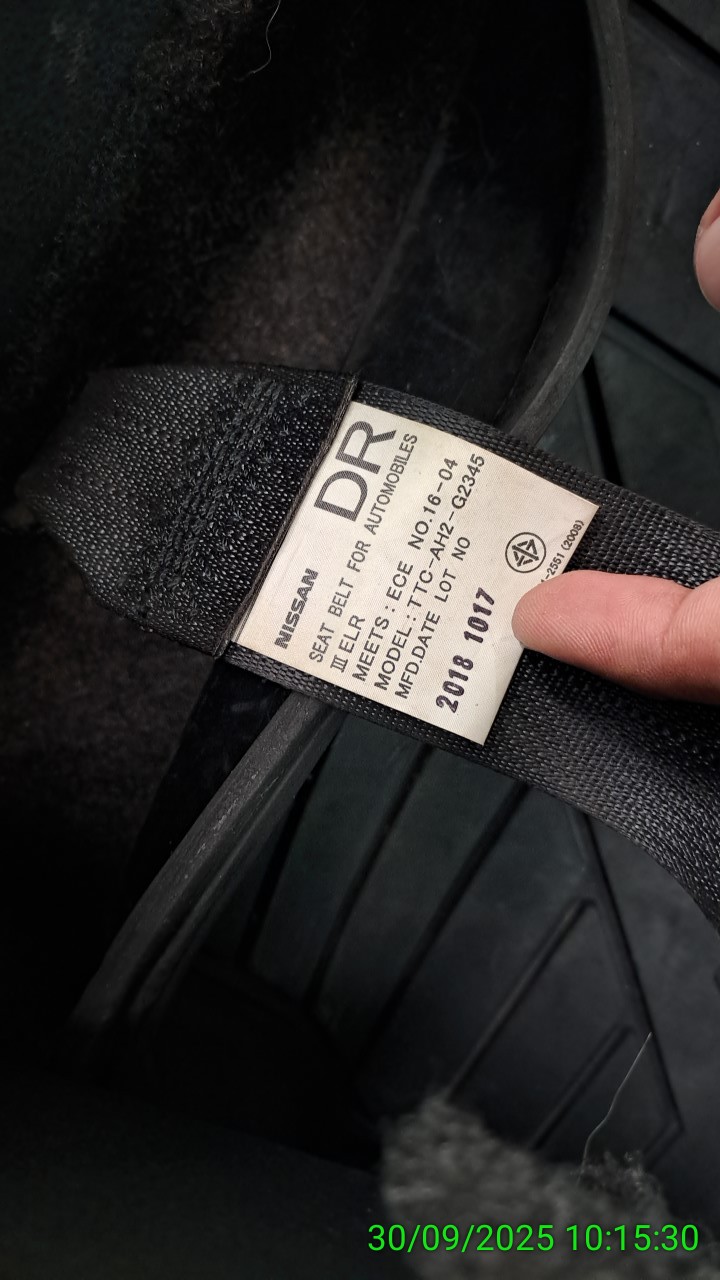 NISSAN DR
SEAT BELT FOR AUTOMOBILES
III ELR
MEETS : ECE NO.16-04
MODEL : TTC-AH2-G2345
MFD.DATE LOT NO
2018 1017
-2551 (2008)
30/09/2025 10:15:30